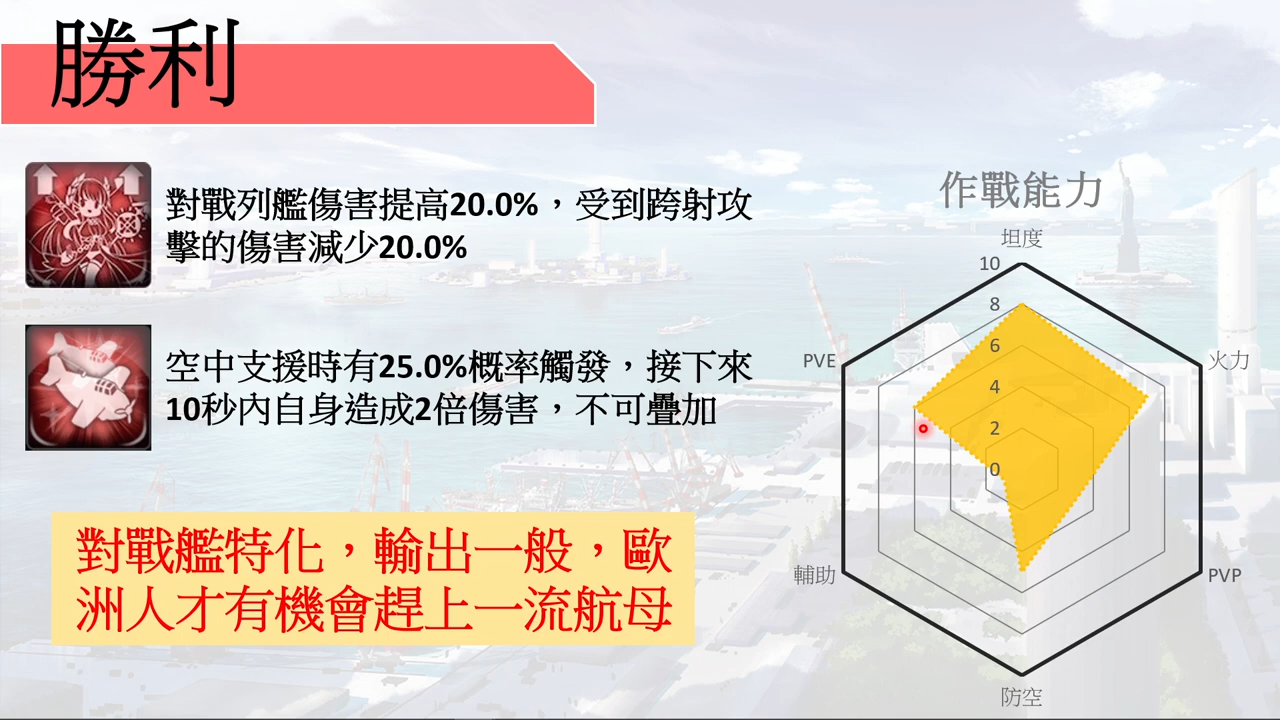 勝利
對戰列艦傷害提高20.0%，受到跨射攻
擊的傷害減少20.0%
空中支援時有25.0%概率觸發，接下來
10秒內自身造成2倍傷害，不可疊加
對戰艦特化，輸出一般，歐
洲人才有機會趕上一流航母
作戰能力
坦度
10
8
6
4
2
0
PVE
火力
輔助
PVP
防空